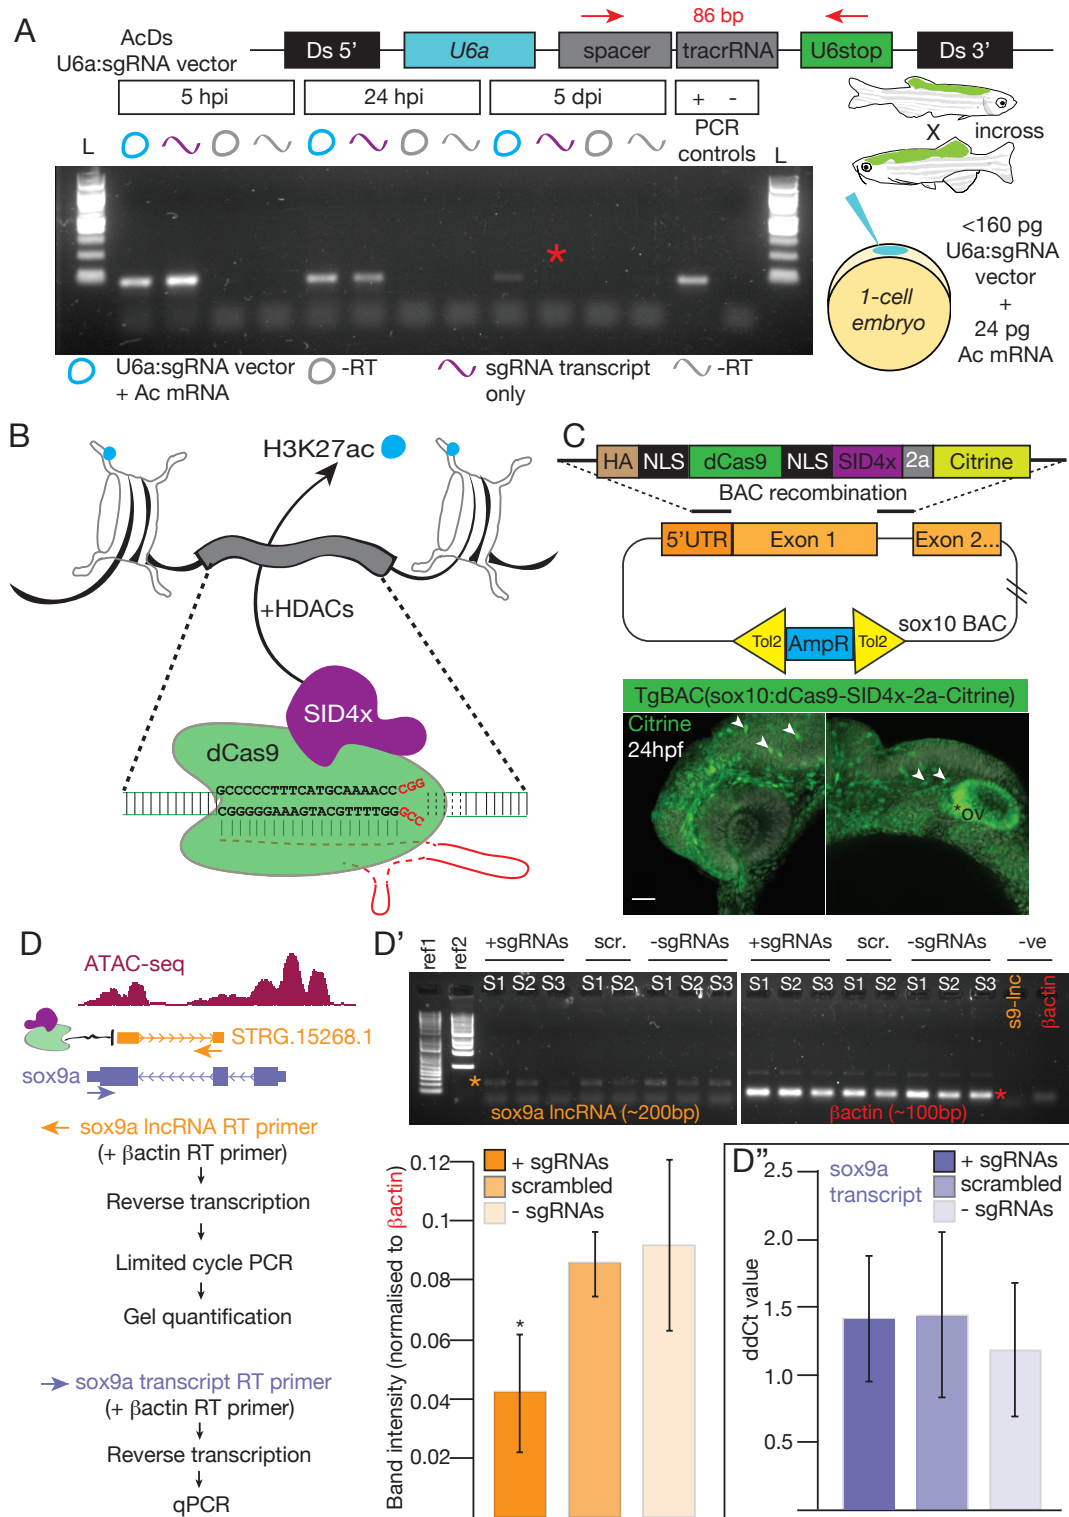 A
AcDs
U6a:sgRNA vector
Ds 5'
U6a
spacer
86 bp
tracrRNA
U6stop
Ds 3'
5 hpi
24 hpi
5 dpi
+ -
PCR
controls
L
L
*
X
incross
1-cell
embryo
<160 pg
U6a:sgRNA
vector
+
24 pg
Ac mRNA
U6a:sgRNA vector
+ Ac mRNA
-RT
sgRNA transcript
only
-RT
B
H3K27ac
+HDACs
SID4x
dCas9
GCCCCCTTTCATGCAAAACCCGG
CGGGGGAAAGTACGTTTTGGGCC
C
HA
NLS
dCas9
NLS
SID4x
2a
Citrine
BAC recombination
5'UTR
Exon 1
Exon 2...
Tol2
AmpR
Tol2
sox10 BAC
TgBAC(sox10:dCas9-SID4x-2a-Citrine)
Citrine
24hpf
*ov
D
ATAC-seq
STRG.15268.1
sox9a
sox9a lncRNA RT primer
(+ βactin RT primer)
Reverse transcription
Limited cycle PCR
Gel quantification
sox9a transcript RT primer
(+ βactin RT primer)
Reverse transcription
qPCR
D'
ref1
ref2
+sgRNAs
scr.
-sgRNAs
S1 S2 S3
S1 S2
S1 S2 S3
*
sox9a lncRNA (~200bp)
+sgRNAs
scr.
-sgRNAs
-ve
S1 S2 S3
S1 S2
S1 S2 S3
s9-lnc
βactin
*
βactin (~100bp)
Band intensity (normalised to βactin)
0.12
0.1
0.08
0.06
0.04
0.02
+ sgRNAs
scrambled
- sgRNAs
*
D"
sox9a
transcript
+ sgRNAs
scrambled
- sgRNAs
ddCt value
2.5
2.0
1.5
1.0
0.5